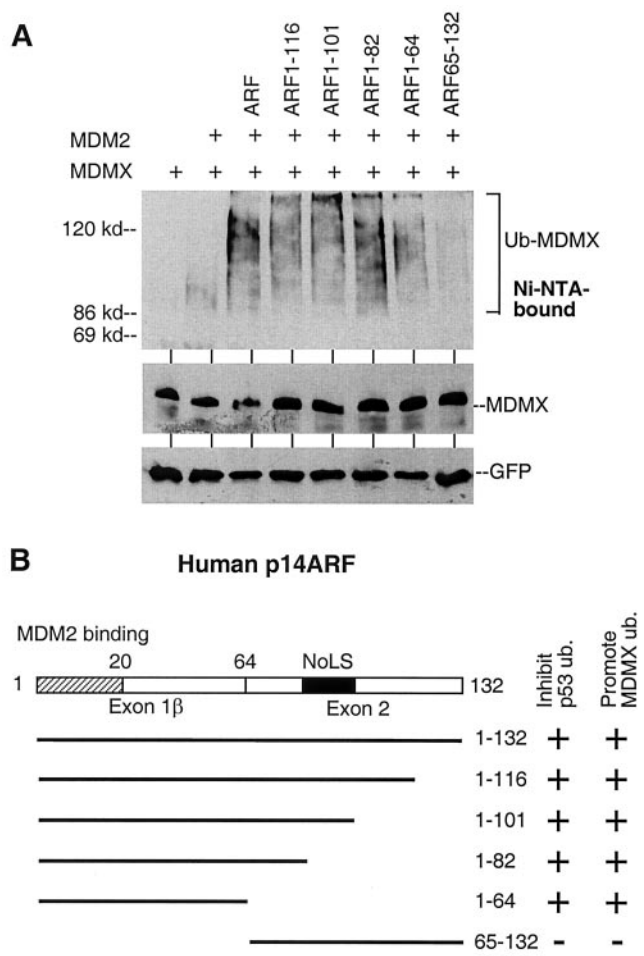 A
ARF
ARF1-116
ARF1-101
ARF1-82
ARF1-64
ARF65-132
MDM2 + + + + + + +
MDMX + + + + + + + +
120 kd--
86 kd--
69 kd--
Ub-MDMX
Ni-NTA-
bound
--MDMX
--GFP
B
Human p14ARF
MDM2 binding
20 64 NoLS
1 132
Exon 1β Exon 2
Inhibit
p53 ub.
Promote
MDMX ub.
1-132 + +
1-116 + +
1-101 + +
1-82 + +
1-64 + +
65-132 - -